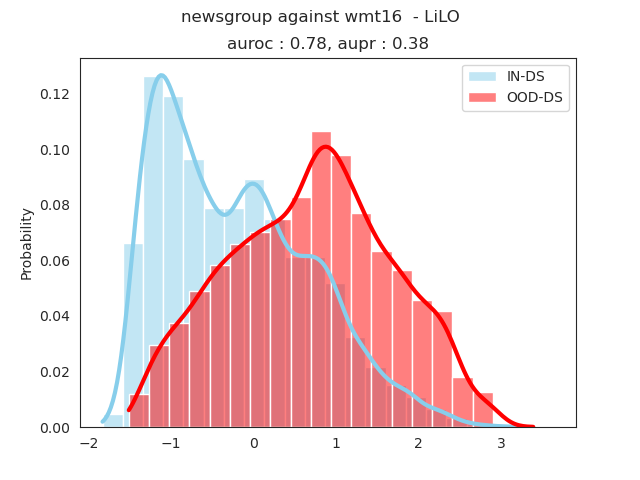 newsgroup against wmt16  - LiLO
auroc : 0.78, aupr : 0.38
IN-DS
OOD-DS
Probability
0.12
0.10
0.08
0.06
0.04
0.02
0.00
−2 −1 0 1 2 3